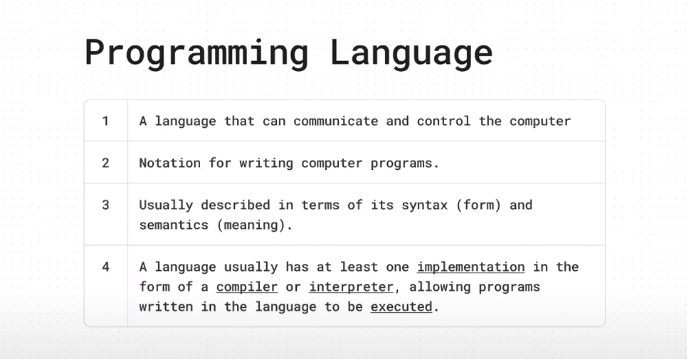 Programming Language
1 A language that can communicate and control the computer
2 Notation for writing computer programs.
3 Usually described in terms of its syntax (form) and
semantics (meaning).
4 A language usually has at least one implementation in the
form of a compiler or interpreter, allowing programs
written in the language to be executed.